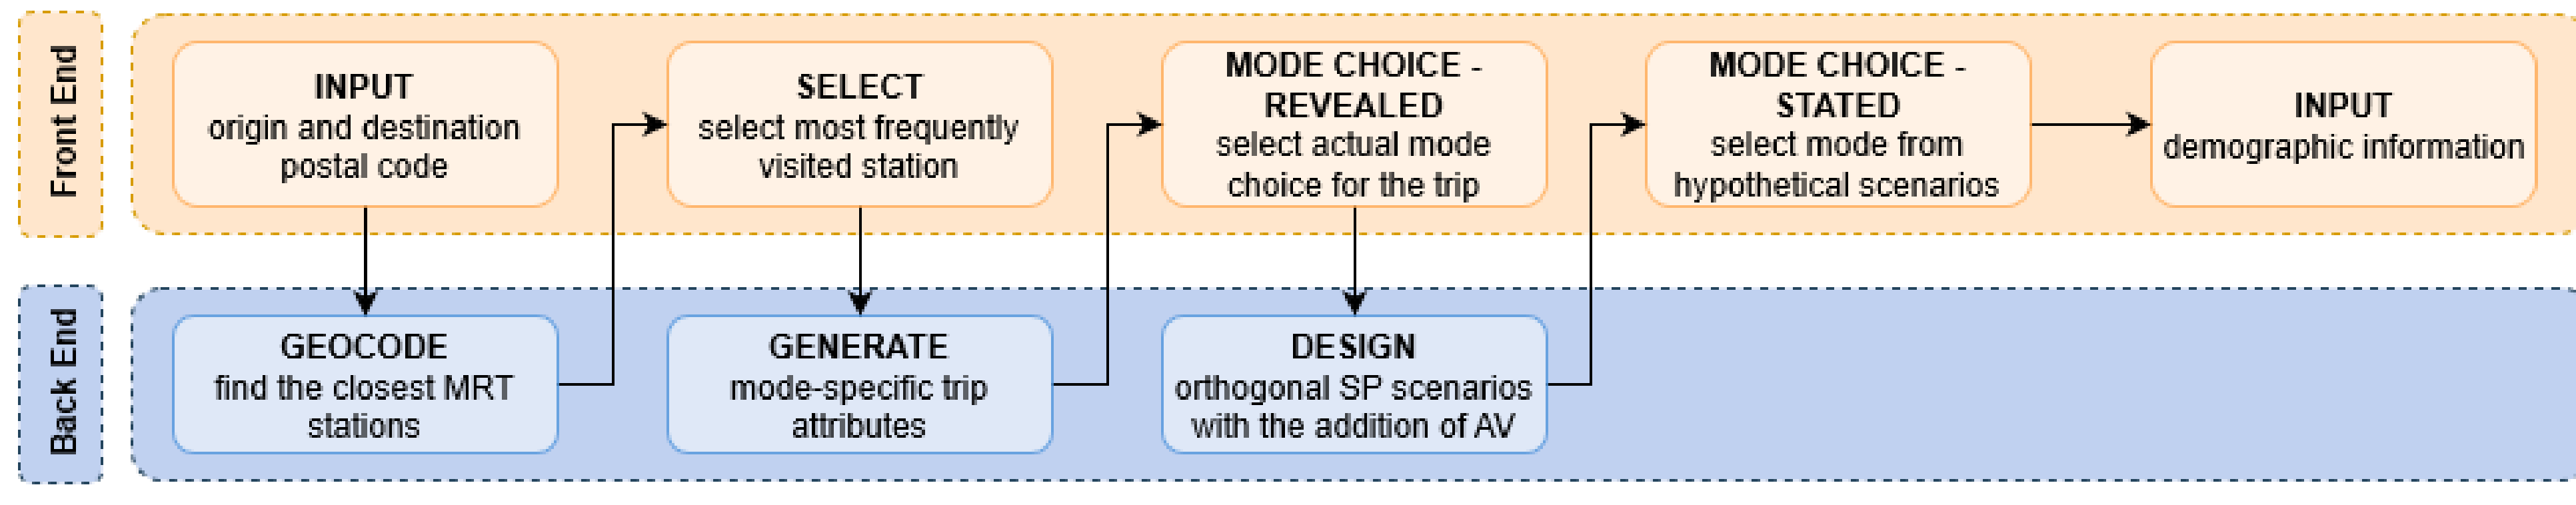 Front End
INPUT
origin and destination
postal code
SELECT
select most frequently
visited station
MODE CHOICE -
REVEALED
select actual mode
choice for the trip
MODE CHOICE -
STATED
select mode from
hypothetical scenarios
INPUT
demographic information
Back End
GEOCODE
find the closest MRT
stations
GENERATE
mode-specific trip
attributes
DESIGN
orthogonal SP scenarios
with the addition of AV